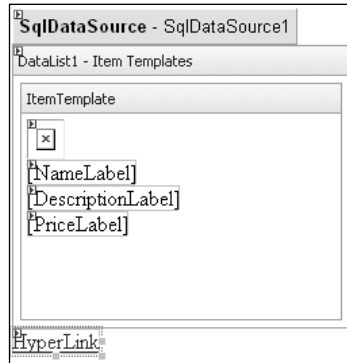 SqlDataSource - SqlDataSource1
DataList1 - Item Templates
ItemTemplate
[NameLabel]
[DescriptionLabel]
[PriceLabel]
HyperLink